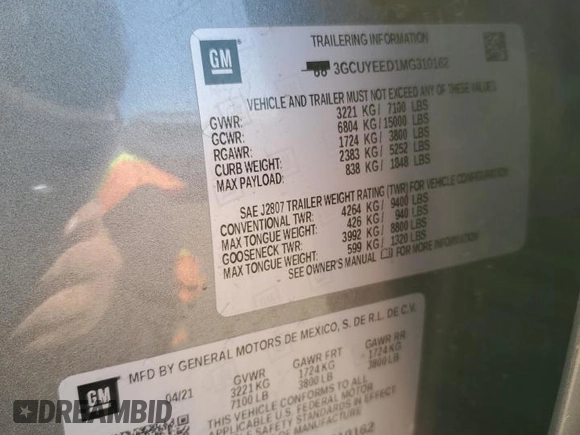 GM
TRAILERING INFORMATION
3GCUYEED1MG310162
VEHICLE AND TRAILER MUST NOT EXCEED ANY OF THESE VALUES
GVWR: 3221 KG/ 7100 LBS
GCWR: 6804 KG/15000 LBS
RGAWR: 1724 KG/ 3800 LBS
CURB WEIGHT: 2383 KG/ 5252 LBS
MAX PAYLOAD: 838 KG/ 1848 LBS
SAE J2807 TRAILER WEIGHT RATING (TWR) FOR VEHICLE CONFIGURATION
CONVENTIONAL TWR: 4264 KG/ 9400 LBS
MAX TONGUE WEIGHT: 426 KG/ 940 LBS
GOOSENECK TWR: 3992 KG/ 8800 LBS
MAX TONGUE WEIGHT: 599 KG/ 1320 LBS
SEE OWNER'S MANUAL FOR MORE INFORMATION
GM
MFD BY GENERAL MOTORS DE MEXICO, S. DE R.L. DE C.V.
04/21 GVWR GAWR FRT GAWR RR
3221 KG 1724 KG 1724 KG
7100 LB 3800 LB 3800 LB
THIS VEHICLE CONFORMS TO ALL
U.S. FEDERAL MOTOR
SAFETY STANDARDS IN EFFECT
DREAMBID